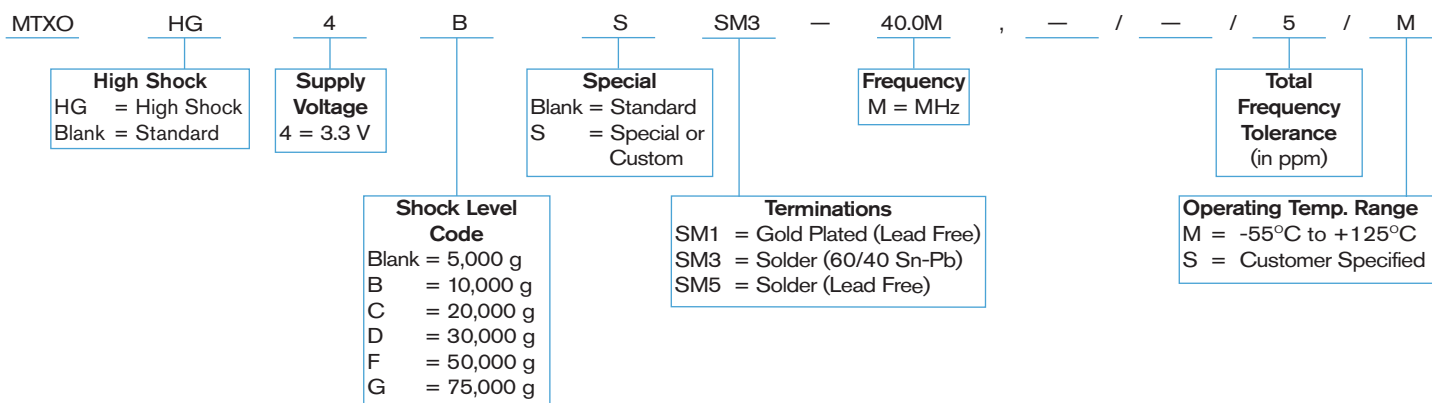 MTXO HG 4 B S SM3 — 40.0M , — / — / 5 / M
High Shock
HG = High Shock
Blank = Standard
Supply
Voltage
4 = 3.3 V
Special
Blank = Standard
S = Special or
Custom
Frequency
M = MHz
Total
Frequency
Tolerance
(in ppm)
Shock Level
Code
Blank = 5,000 g
B = 10,000 g
C = 20,000 g
D = 30,000 g
F = 50,000 g
G = 75,000 g
Terminations
SM1 = Gold Plated (Lead Free)
SM3 = Solder (60/40 Sn-Pb)
SM5 = Solder (Lead Free)
Operating Temp. Range
M = -55°C to +125°C
S = Customer Specified